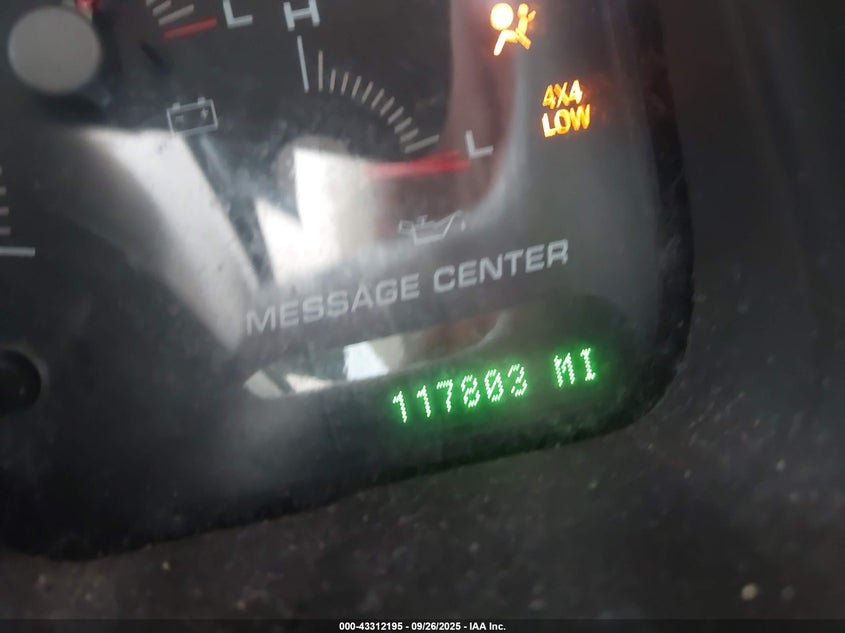 L H
4X4
LOW
L
MESSAGE CENTER
117803 MI
000-43312195 - 09/26/2025 - IAA Inc.